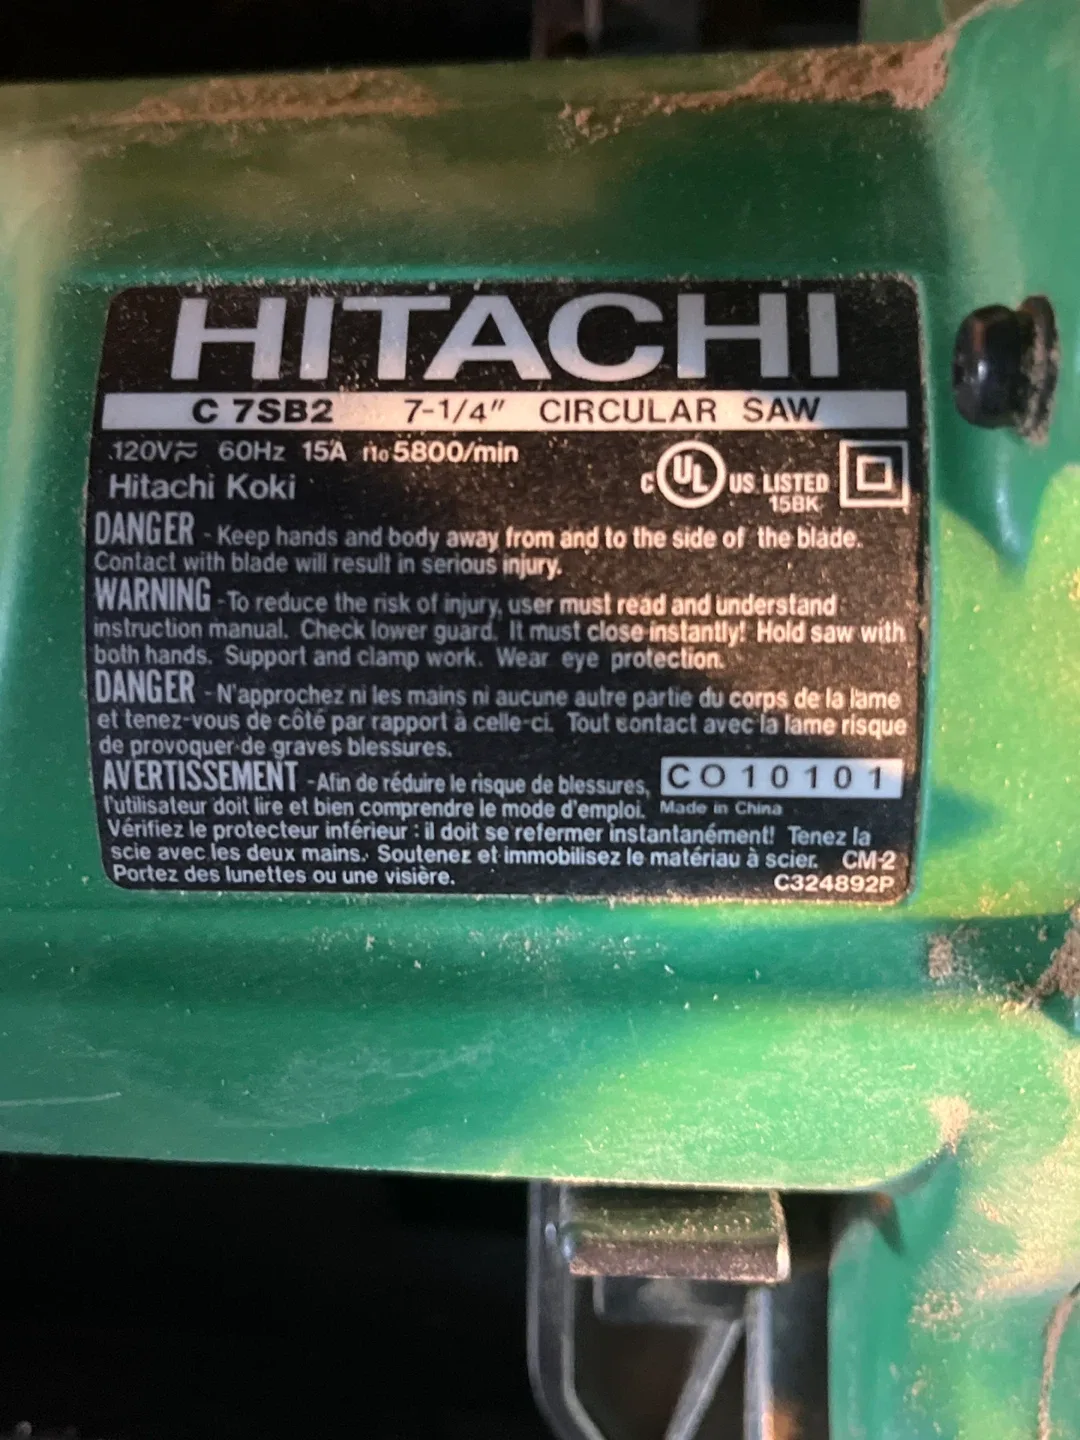 HITACHI
C 7SB2 7-1/4" CIRCULAR SAW
120V⎓ 60Hz 15A n₀ 5800/min
Hitachi Koki
C UL US LISTED
15BK
DANGER - Keep hands and body away from and to the side of the blade.
Contact with blade will result in serious injury.
WARNING - To reduce the risk of injury, user must read and understand
instruction manual. Check lower guard. It must close instantly! Hold saw with
both hands. Support and clamp work. Wear eye protection.
DANGER - N'approchez ni les mains ni aucune autre partie du corps de la lame
et tenez-vous de côté par rapport à celle-ci. Tout contact avec la lame risque
de provoquer de graves blessures.
AVERTISSEMENT - Afin de réduire le risque de blessures,
CO10101
l'utilisateur doit lire et bien comprendre le mode d'emploi. Made in China
Vérifiez le protecteur inférieur : il doit se refermer instantanément! Tenez la
scie avec les deux mains. Soutenez et immobilisez le matériau à scier. CM-2
Portez des lunettes ou une visière. C324892P